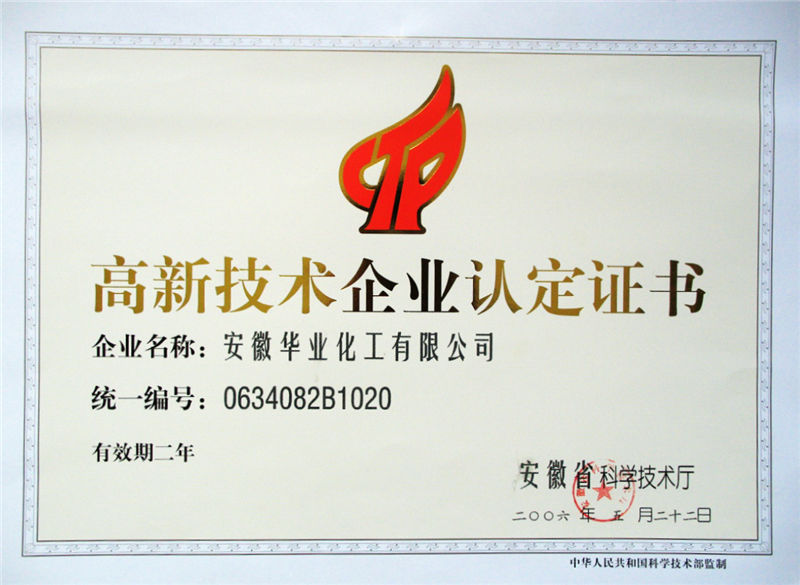 高新技术企业认定证书
企业名称：安徽华业化工有限公司
统一编号：0634082B1020
有效期二年
安徽省科学技术厅
二〇〇六年五月二十二日
中华人民共和国科学技术部监制